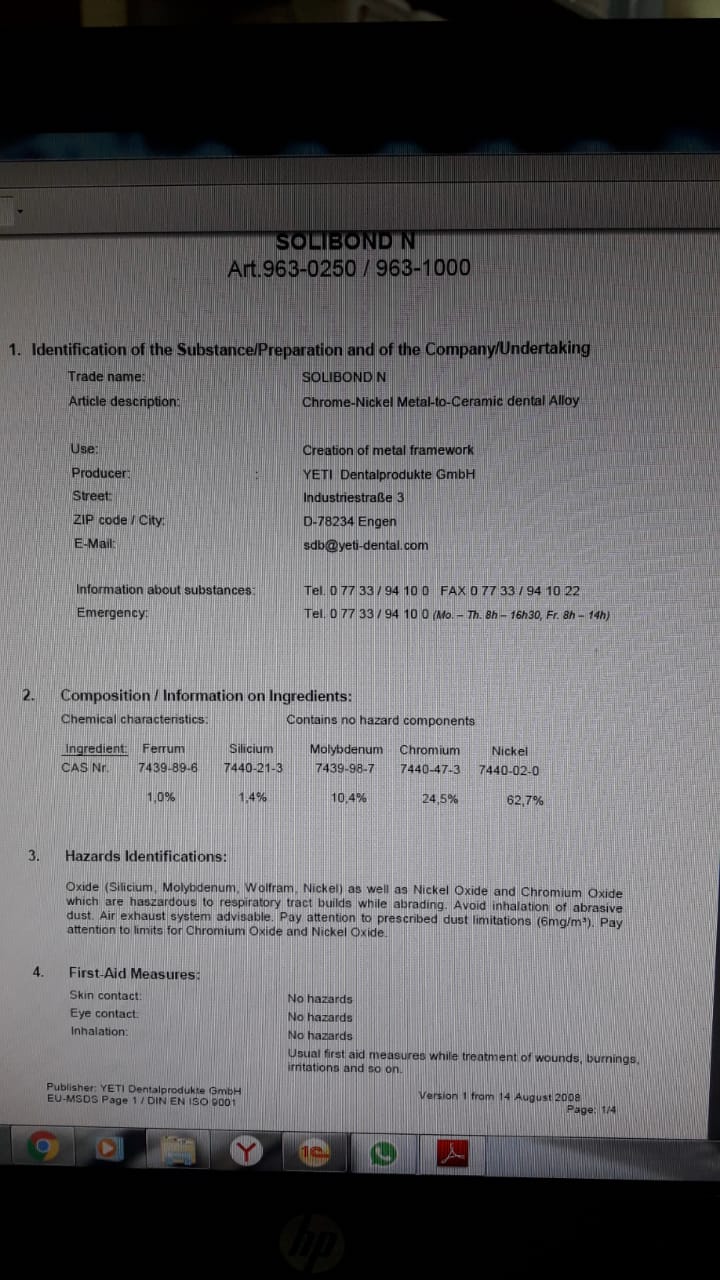 SOLIBOND N
Art.963-0250 / 963-1000
1. Identification of the Substance/Preparation and of the Company/Undertaking
Trade name: SOLIBOND N
Article description: Chrome-Nickel Metal-to-Ceramic dental Alloy
Use: Creation of metal framework
Producer: : YETI Dentalprodukte GmbH
Street: Industriestraße 3
ZIP code / City: D-78234 Engen
E-Mail: sdb@yeti-dental.com
Information about substances: Tel. 0 77 33 / 94 10 0 FAX 0 77 33 / 94 10 22
Emergency: Tel. 0 77 33 / 94 10 0 (Mo. – Th. 8h – 16h30, Fr. 8h – 14h)
2. Composition / Information on Ingredients:
Chemical characteristics: Contains no hazard components
Ingredient: Ferrum Silicium Molybdenum Chromium Nickel
CAS Nr. 7439-89-6 7440-21-3 7439-98-7 7440-47-3 7440-02-0
1,0% 1,4% 10,4% 24,5% 62,7%
3. Hazards Identifications:
Oxide (Silicium, Molybdenum, Wolfram, Nickel) as well as Nickel Oxide and Chromium Oxide
which are haszardous to respiratory tract builds while abrading. Avoid inhalation of abrasive
dust. Air exhaust system advisable. Pay attention to prescribed dust limitations (6mg/m³). Pay
attention to limits for Chromium Oxide and Nickel Oxide.
4. First-Aid Measures:
Skin contact: No hazards
Eye contact: No hazards
Inhalation: No hazards
Usual first aid measures while treatment of wounds, burnings,
irritations and so on.
Publisher: YETI Dentalprodukte GmbH
EU-MSDS Page 1 / DIN EN ISO 9001
Version 1 from 14 August 2008
Page: 1/4
Y
1C
hp